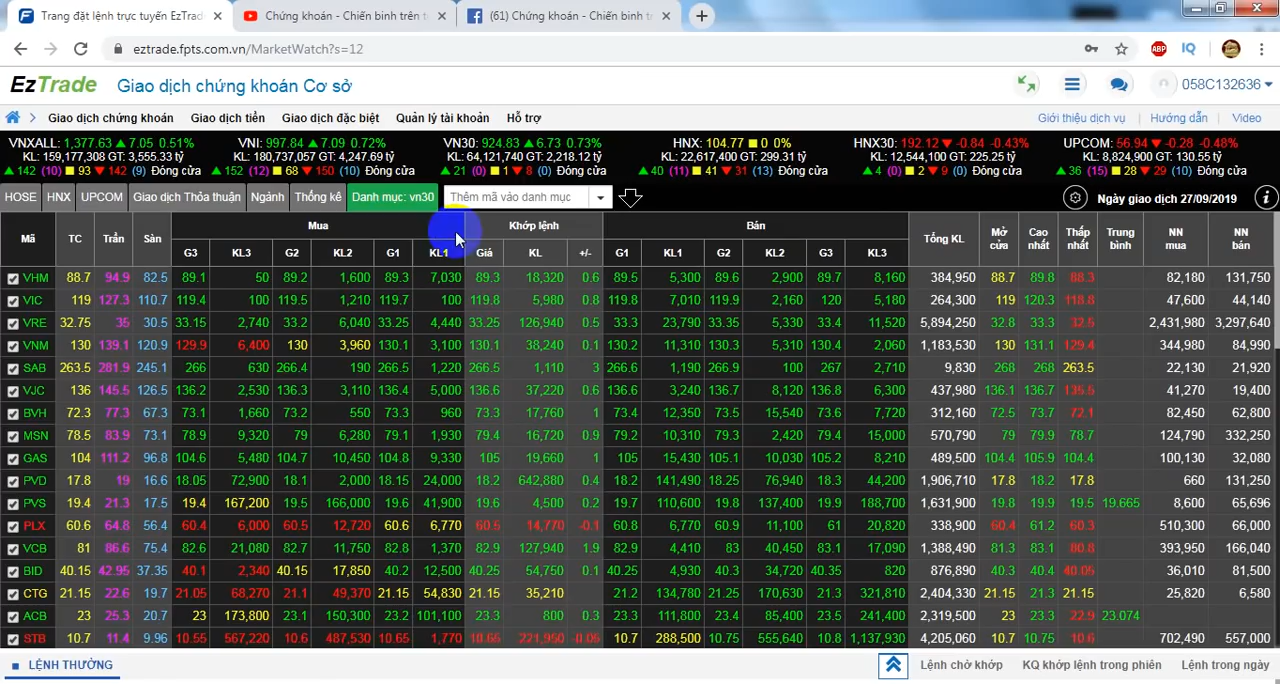 Trang đặt lệnh trực tuyến EzTrade
Chứng khoán - Chiến binh trên t
(61) Chứng khoán - Chiến binh t
eztrade.fpts.com.vn/MarketWatch?s=12
ABP
IQ
EzTrade Giao dịch chứng khoán Cơ sở
058C132636
Giao dịch chứng khoán Giao dịch tiền Giao dịch đặc biệt Quản lý tài khoản Hỗ trợ
Giới thiệu dịch vụ Hướng dẫn Video
VNXALL: 1,377.63 ▲ 7.05 0.51% VNI: 997.84 ▲ 7.09 0.72% VN30: 924.83 ▲ 6.73 0.73% HNX: 104.77 ■ 0 0% HNX30: 192.12 ▼ -0.84 -0.43% UPCOM: 56.94 ▼ -0.28 -0.48%
KL: 159,177,308 GT: 3,555.33 tỷ KL: 180,737,057 GT: 4,247.69 tỷ KL: 64,121,740 GT: 2,218.12 tỷ KL: 22,617,400 GT: 299.31 tỷ KL: 12,544,100 GT: 225.25 tỷ KL: 8,824,900 GT: 130.55 tỷ
▲ 142 (10) ■ 93 ▼ 142 (9) Đóng cửa ▲ 152 (12) ■ 68 ▼ 150 (10) Đóng cửa ▲ 21 (0) ■ 1 ▼ 8 (0) Đóng cửa ▲ 40 (11) ■ 41 ▼ 31 (13) Đóng cửa ▲ 4 (0) ■ 2 ▼ 9 (0) Đóng cửa ▲ 36 (15) ■ 28 ▼ 29 (10) Đóng cửa
HOSE HNX UPCOM Giao dịch Thỏa thuận Ngành Thống kê Danh mục: vn30 Thêm mã vào danh mục Ngày giao dịch 27/09/2019
Mã TC Trần Sàn Mua Khớp lệnh Bán Tổng KL Mở cửa Cao nhất Thấp nhất Trung bình NN mua NN bán
G3 KL3 G2 KL2 G1 KL1 Giá KL +/- G1 KL1 G2 KL2 G3 KL3
VHM 88.7 94.9 82.5 89.1 50 89.2 1,600 89.3 7,030 89.3 18,320 0.6 89.5 5,300 89.6 2,900 89.7 8,160 384,950 88.7 89.8 88.3 82,180 131,750
VIC 119 127.3 110.7 119.4 100 119.5 1,210 119.7 100 119.8 5,980 0.8 119.8 7,010 119.9 2,160 120 5,180 264,300 119 120.3 118.8 47,600 44,140
VRE 32.75 35 30.5 33.15 2,740 33.2 6,040 33.25 4,440 33.25 126,940 0.5 33.3 23,790 33.35 5,330 33.4 11,520 5,894,250 32.8 33.3 32.5 2,431,980 3,297,640
VNM 130 139.1 120.9 129.9 6,400 130 3,960 130.1 3,100 130.1 38,240 0.1 130.2 11,310 130.3 5,310 130.4 2,060 1,183,530 130 131.1 129.4 344,980 84,990
SAB 263.5 281.9 245.1 266 630 266.4 190 266.5 1,220 266.5 1,110 3 266.6 1,190 266.9 100 267 2,710 9,830 268 268 263.5 22,130 21,920
VJC 136 145.5 126.5 136.2 2,530 136.3 3,110 136.4 5,000 136.6 37,220 0.6 136.6 3,240 136.7 8,120 136.8 6,300 437,980 136.1 136.7 135.5 41,270 19,400
BVH 72.3 77.3 67.3 73.1 1,660 73.2 550 73.3 960 73.3 17,760 1 73.4 12,350 73.5 15,540 73.6 7,720 312,160 72.5 73.7 72.1 82,450 62,800
MSN 78.5 83.9 73.1 78.9 9,320 79 6,280 79.1 1,930 79.4 16,720 0.9 79.2 10,310 79.3 2,420 79.4 15,000 570,790 79 79.9 78.7 124,790 332,250
GAS 104 111.2 96.8 104.6 5,480 104.7 10,450 104.8 9,330 105 19,660 1 105 15,430 105.1 10,030 105.2 8,210 489,500 104.4 105.9 104.4 100,130 32,080
PVD 17.8 19 16.6 18.05 72,900 18.1 2,000 18.15 24,000 18.2 642,880 0.4 18.2 141,490 18.25 76,940 18.3 44,200 1,906,710 17.8 18.2 17.8 660 131,250
PVS 19.4 21.3 17.5 19.4 167,200 19.5 166,000 19.6 41,900 19.6 4,500 0.2 19.7 110,600 19.8 137,400 19.9 188,700 1,631,900 19.8 19.9 19.5 19.665 8,600 65,696
PLX 60.6 64.8 56.4 60.4 6,000 60.5 12,720 60.6 6,770 60.5 14,770 -0.1 60.8 6,770 60.9 11,100 61 20,820 338,900 60.4 61.2 60.3 510,300 66,000
VCB 81 86.6 75.4 82.6 21,080 82.7 11,750 82.8 1,370 82.9 127,940 1.9 82.9 4,410 83 40,450 83.1 17,090 1,388,490 81.3 83.1 80.8 393,950 166,040
BID 40.15 42.95 37.35 40.1 2,340 40.15 17,850 40.2 12,500 40.25 54,750 0.1 40.25 4,930 40.3 34,720 40.35 820 876,890 40.3 40.4 40.05 36,010 81,500
CTG 21.15 22.6 19.7 21.05 68,270 21.1 49,370 21.15 54,830 21.15 35,210 21.2 134,780 21.25 170,630 21.3 321,810 2,404,330 21.15 21.3 21.15 25,820 6,580
ACB 23 25.3 20.7 23 173,800 23.1 150,300 23.2 101,100 23.3 800 0.3 23.3 111,800 23.4 85,400 23.5 241,400 2,319,500 23 23.3 22.9 23.074
STB 10.7 11.4 9.96 10.55 567,220 10.6 487,530 10.65 1,770 10.65 221,950 -0.05 10.7 288,500 10.75 555,640 10.8 1,137,930 4,205,060 10.7 10.75 10.6 702,490 557,000
LỆNH THƯỜNG Lệnh chờ khớp KQ khớp lệnh trong phiên Lệnh trong ngày